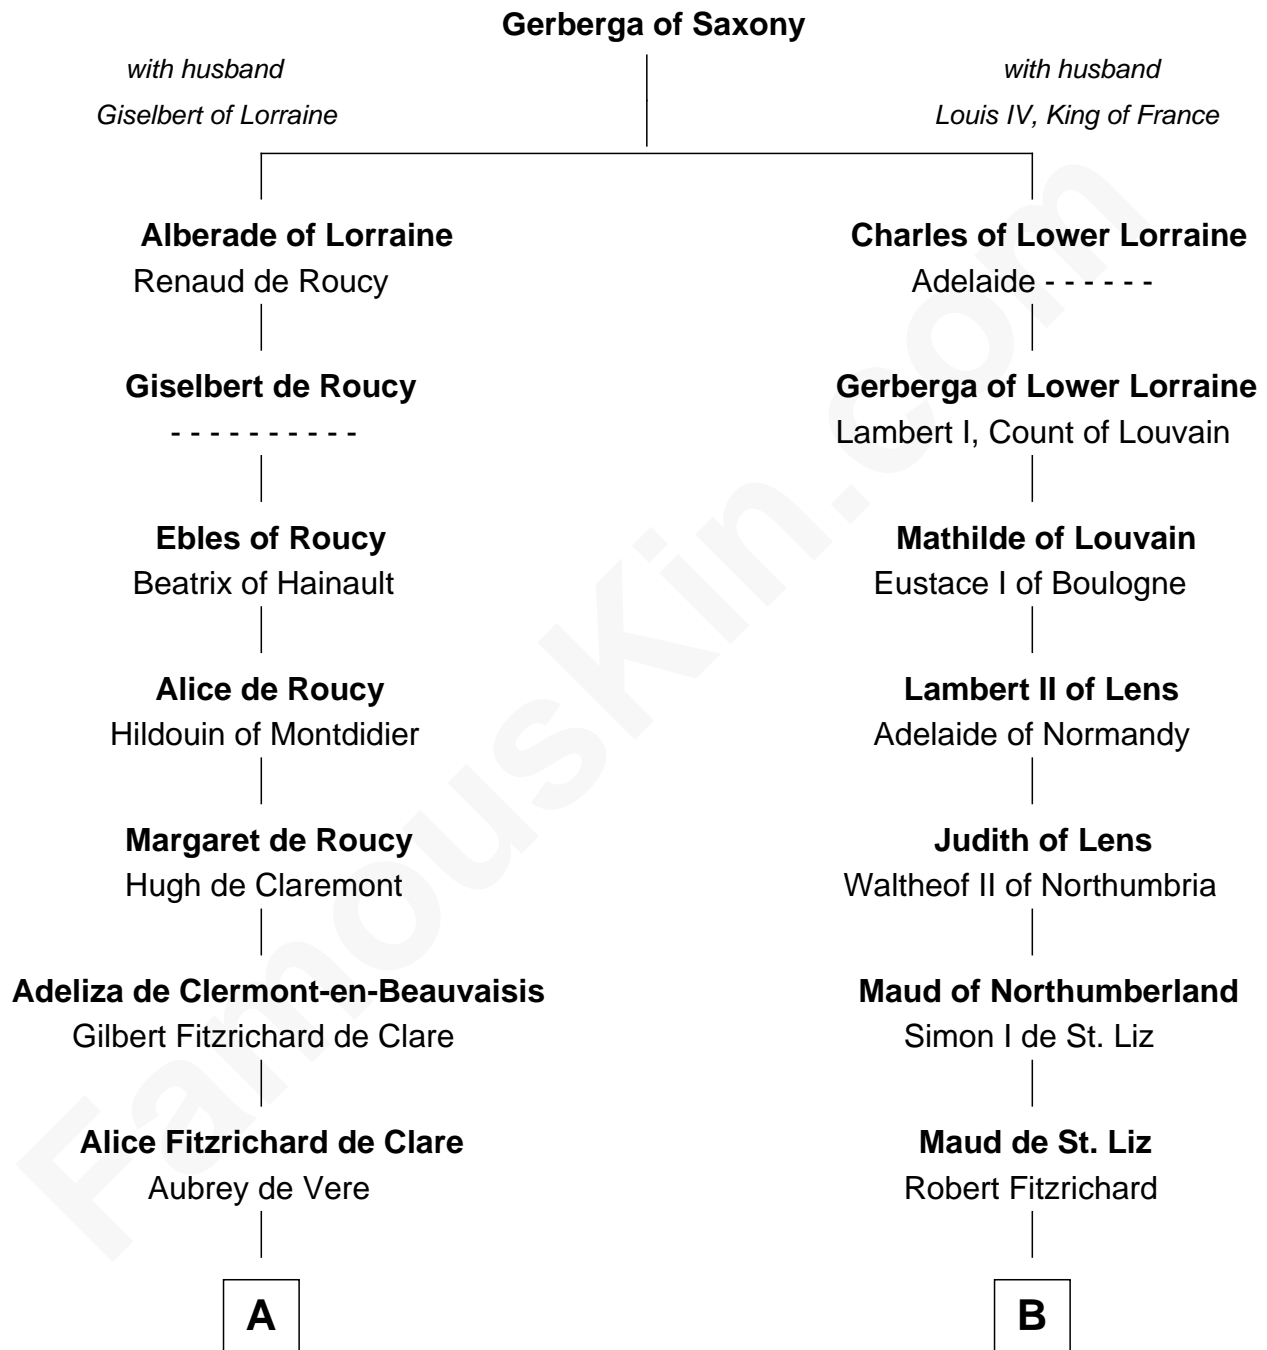 Gerberga of Saxony
with husband
Giselbert of Lorraine
with husband
Louis IV, King of France
Alberade of Lorraine
Renaud de Roucy
Charles of Lower Lorraine
Adelaide - - - - - -
Giselbert de Roucy
- - - - - - - - - -
Gerberga of Lower Lorraine
Lambert I, Count of Louvain
Ebles of Roucy
Beatrix of Hainault
Mathilde of Louvain
Eustace I of Boulogne
Alice de Roucy
Hildouin of Montdidier
Lambert II of Lens
Adelaide of Normandy
Margaret de Roucy
Hugh de Claremont
Judith of Lens
Waltheof II of Northumbria
Adeliza de Clermont-en-Beauvaisis
Gilbert Fitzrichard de Clare
Maud of Northumberland
Simon I de St. Liz
Alice Fitzrichard de Clare
Aubrey de Vere
Maud de St. Liz
Robert Fitzrichard
A
B
FamousKin.com